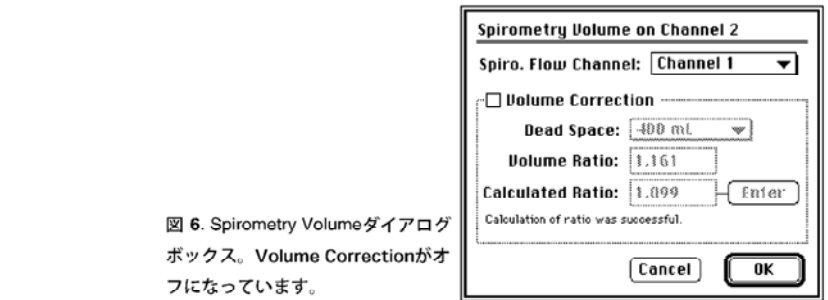 Spirometry Volume on Channel 2
Spiro. Flow Channel: Channel 1
Volume Correction
Dead Space: 400 mL
Volume Ratio: 1.161
Calculated Ratio: 1.099 Enter
Calculation of ratio was successful.
Cancel OK
図 6. Spirometry Volumeダイアログ
ボックス。Volume Correctionがオ
フになっています。